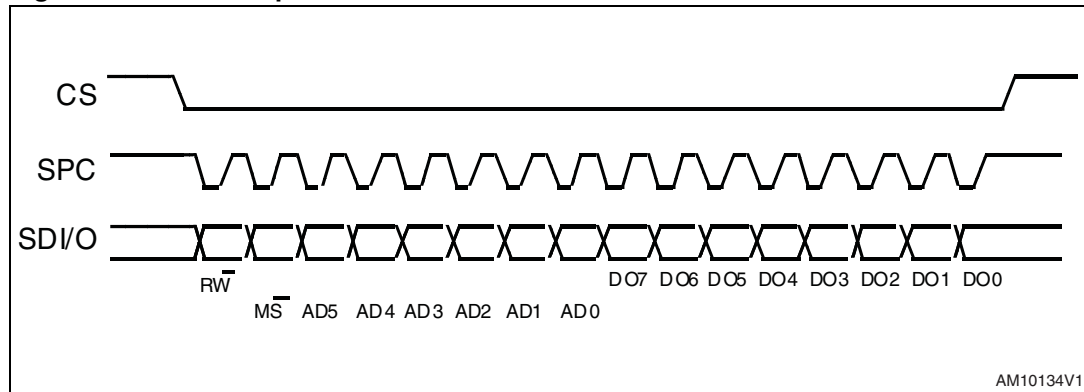 CS
SPC
SDI/O
RW
DO7 DO6 DO5 DO4 DO3 DO2 DO1 DO0
MS AD5 AD4 AD3 AD2 AD1 AD0
AM10134V1